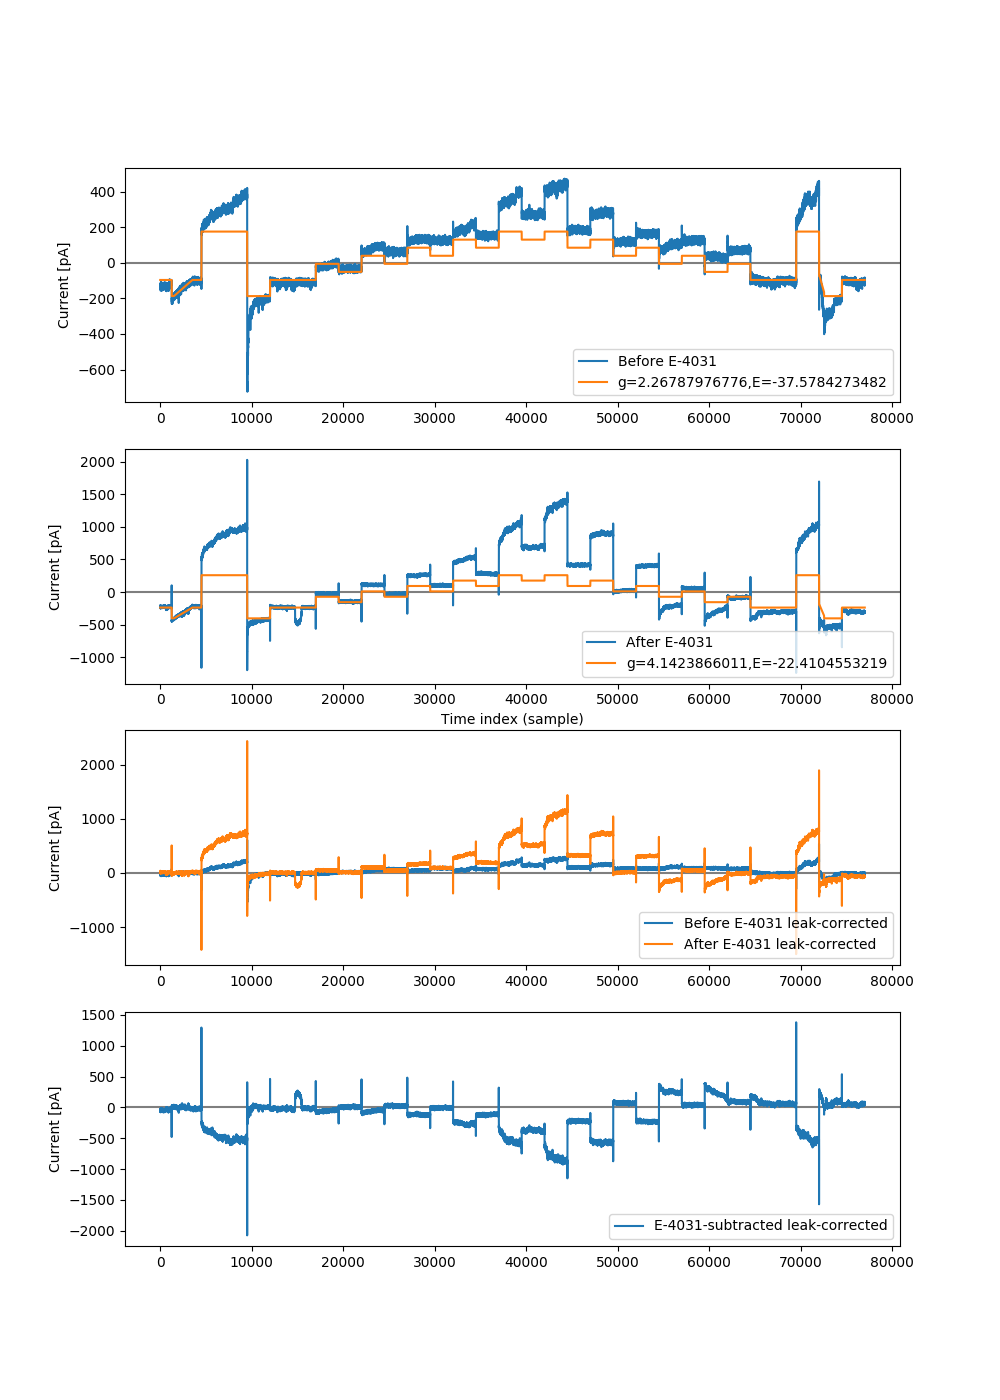 400
200
0
−200
−400
−600
Current [pA]
Before E-4031
g=2.26787976776,E=-37.5784273482
0 10000 20000 30000 40000 50000 60000 70000 80000
2000
1500
1000
500
0
−500
−1000
Current [pA]
After E-4031
g=4.1423866011,E=-22.4104553219
0 10000 20000 30000 40000 50000 60000 70000 80000
Time index (sample)
2000
1000
0
−1000
Current [pA]
Before E-4031 leak-corrected
After E-4031 leak-corrected
0 10000 20000 30000 40000 50000 60000 70000 80000
1500
1000
500
0
−500
−1000
−1500
−2000
Current [pA]
E-4031-subtracted leak-corrected
0 10000 20000 30000 40000 50000 60000 70000 80000